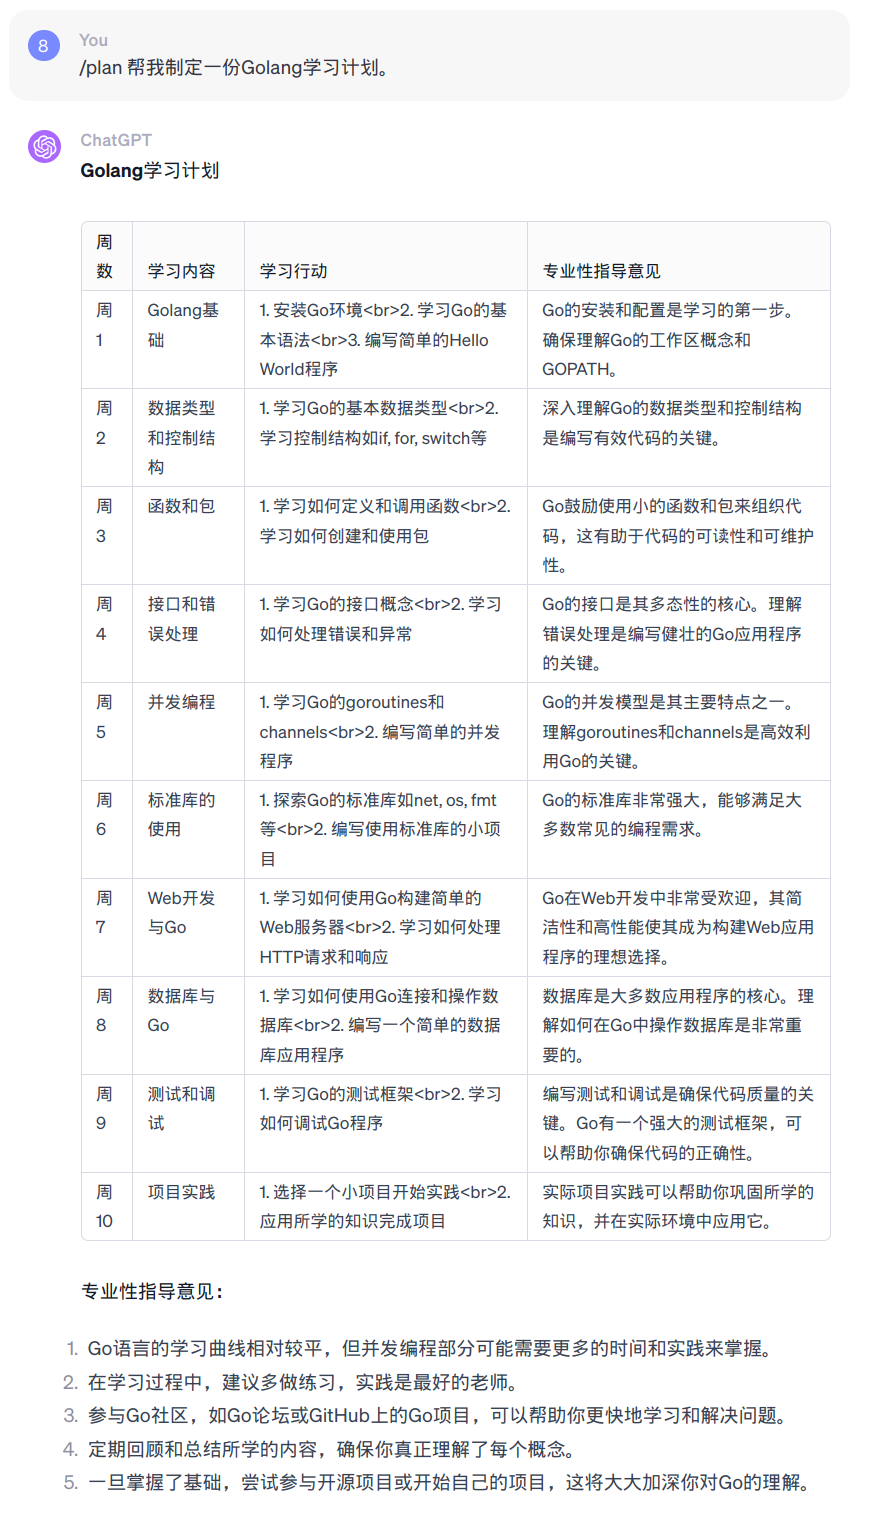 8
You
/plan 帮我制定一份Golang学习计划。
ChatGPT
Golang学习计划
周
数
学习内容
学习行动
专业性指导意见
周
1
Golang基
础
1. 安装Go环境<br>2. 学习Go的基
本语法<br>3. 编写简单的Hello
World程序
Go的安装和配置是学习的第一步。
确保理解Go的工作区概念和
GOPATH。
周
2
数据类型
和控制结
构
1. 学习Go的基本数据类型<br>2.
学习控制结构如if, for, switch等
深入理解Go的数据类型和控制结构
是编写有效代码的关键。
周
3
函数和包
1. 学习如何定义和调用函数<br>2.
学习如何创建和使用包
Go鼓励使用小的函数和包来组织代
码，这有助于代码的可读性和可维护
性。
周
4
接口和错
误处理
1. 学习Go的接口概念<br>2. 学习
如何处理错误和异常
Go的接口是其多态性的核心。理解
错误处理是编写健壮的Go应用程序
的关键。
周
5
并发编程
1. 学习Go的goroutines和
channels<br>2. 编写简单的并发
程序
Go的并发模型是其主要特点之一。
理解goroutines和channels是高效利
用Go的关键。
周
6
标准库的
使用
1. 探索Go的标准库如net, os, fmt
等<br>2. 编写使用标准库的小项
目
Go的标准库非常强大，能够满足大
多数常见的编程需求。
周
7
Web开发
与Go
1. 学习如何使用Go构建简单的
Web服务器<br>2. 学习如何处理
HTTP请求和响应
Go在Web开发中非常受欢迎，其简
洁性和高性能使其成为构建Web应用
程序的理想选择。
周
8
数据库与
Go
1. 学习如何使用Go连接和操作数
据库<br>2. 编写一个简单的数据
库应用程序
数据库是大多数应用程序的核心。理
解如何在Go中操作数据库是非常重
要的。
周
9
测试和调
试
1. 学习Go的测试框架<br>2. 学习
如何调试Go程序
编写测试和调试是确保代码质量的关
键。Go有一个强大的测试框架，可
以帮助你确保代码的正确性。
周
10
项目实践
1. 选择一个小项目开始实践<br>2.
应用所学的知识完成项目
实际项目实践可以帮助你巩固所学的
知识，并在实际环境中应用它。
专业性指导意见：
1. Go语言的学习曲线相对较平，但并发编程部分可能需要更多的时间和实践来掌握。
2. 在学习过程中，建议多做练习，实践是最好的老师。
3. 参与Go社区，如Go论坛或GitHub上的Go项目，可以帮助你更快地学习和解决问题。
4. 定期回顾和总结所学的内容，确保你真正理解了每个概念。
5. 一旦掌握了基础，尝试参与开源项目或开始自己的项目，这将大大加深你对Go的理解。